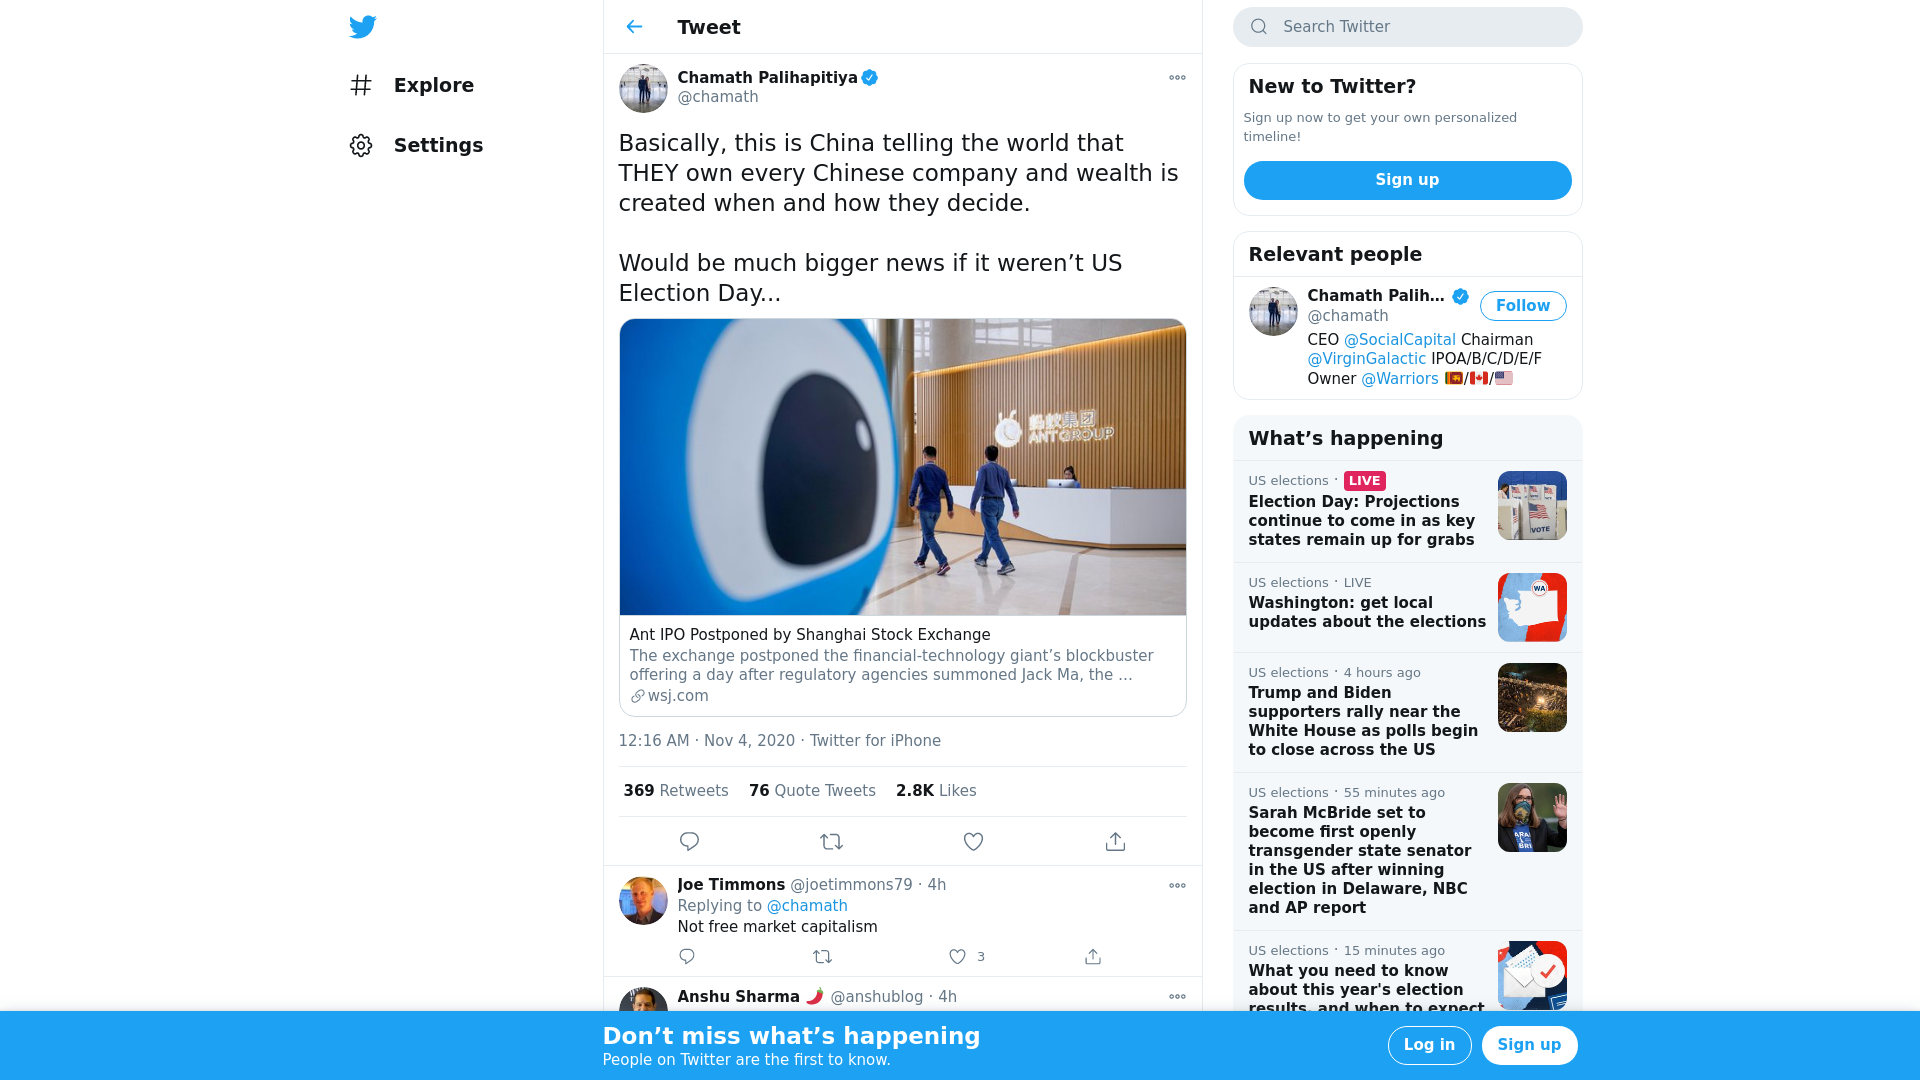 Explore
Settings
Tweet
Chamath Palihapitiya
@chamath
Basically, this is China telling the world that
THEY own every Chinese company and wealth is
created when and how they decide.
Would be much bigger news if it weren’t US
Election Day...
蚂蚁集团
ANT GROUP
Ant IPO Postponed by Shanghai Stock Exchange
The exchange postponed the financial-technology giant’s blockbuster
offering a day after regulatory agencies summoned Jack Ma, the …
wsj.com
12:16 AM · Nov 4, 2020 · Twitter for iPhone
369 Retweets 76 Quote Tweets 2.8K Likes
Joe Timmons @joetimmons79 · 4h
Replying to @chamath
Not free market capitalism
3
Anshu Sharma 🌶 @anshublog · 4h
Search Twitter
New to Twitter?
Sign up now to get your own personalized
timeline!
Sign up
Relevant people
Chamath Palih...
@chamath
Follow
CEO @SocialCapital Chairman
@VirginGalactic IPOA/B/C/D/E/F
Owner @Warriors 🇱🇰/🇨🇦/🇺🇸
What’s happening
US elections · LIVE
Election Day: Projections
continue to come in as key
states remain up for grabs
VOTE
US elections · LIVE
Washington: get local
updates about the elections
WA
US elections · 4 hours ago
Trump and Biden
supporters rally near the
White House as polls begin
to close across the US
US elections · 55 minutes ago
Sarah McBride set to
become first openly
transgender state senator
in the US after winning
election in Delaware, NBC
and AP report
US elections · 15 minutes ago
What you need to know
about this year's election
results, and when to expect
Don’t miss what’s happening
People on Twitter are the first to know.
Log in
Sign up